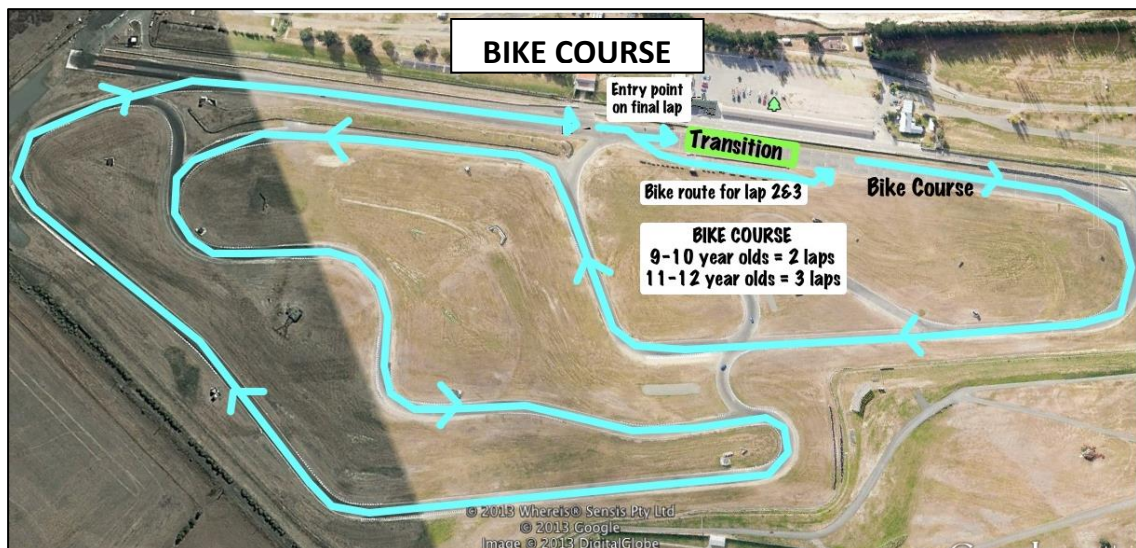 BIKE COURSE
Entry point
on final lap
Transition
Bike route for lap 2&3
Bike Course
BIKE COURSE
9-10 year olds = 2 laps
11-12 year olds = 3 laps
© 2013 Whereis® Sensis Pty Ltd
© 2013 Google
Image © 2013 DigitalGlobe